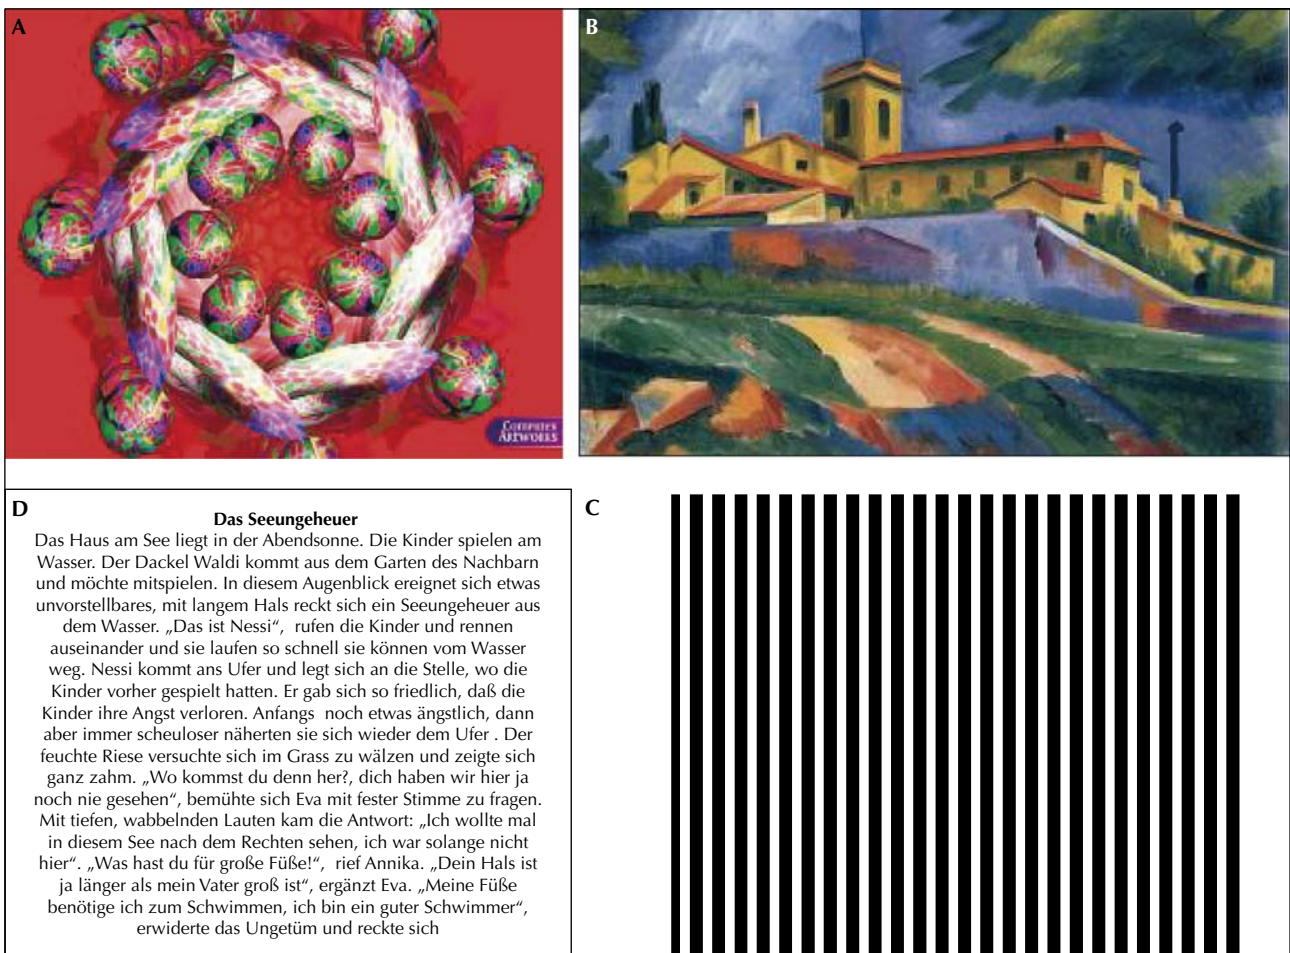 A
B
Computer
ARTWORKS
D
Das Seeungeheuer
Das Haus am See liegt in der Abendsonne. Die Kinder spielen am
Wasser. Der Dackel Waldi kommt aus dem Garten des Nachbarn
und möchte mitspielen. In diesem Augenblick ereignet sich etwas
unvorstellbares, mit langem Hals reckt sich ein Seeungeheuer aus
dem Wasser. „Das ist Nessi“, rufen die Kinder und rennen
auseinander und sie laufen so schnell sie können vom Wasser
weg. Nessi kommt ans Ufer und legt sich an die Stelle, wo die
Kinder vorher gespielt hatten. Er gab sich so friedlich, daß die
Kinder ihre Angst verloren. Anfangs noch etwas ängstlich, dann
aber immer scheuloser näherten sie sich wieder dem Ufer . Der
feuchte Riese versuchte sich im Grass zu wälzen und zeigte sich
ganz zahm. „Wo kommst du denn her?, dich haben wir hier ja
noch nie gesehen“, bemühte sich Eva mit fester Stimme zu fragen.
Mit tiefen, wabbelnden Lauten kam die Antwort: „Ich wollte mal
in diesem See nach dem Rechten sehen, ich war solange nicht
hier“. „Was hast du für große Füße!“, rief Annika. „Dein Hals ist
ja länger als mein Vater groß ist“, ergänzt Eva. „Meine Füße
benötige ich zum Schwimmen, ich bin ein guter Schwimmer“,
erwiderte das Ungetüm und reckte sich
C